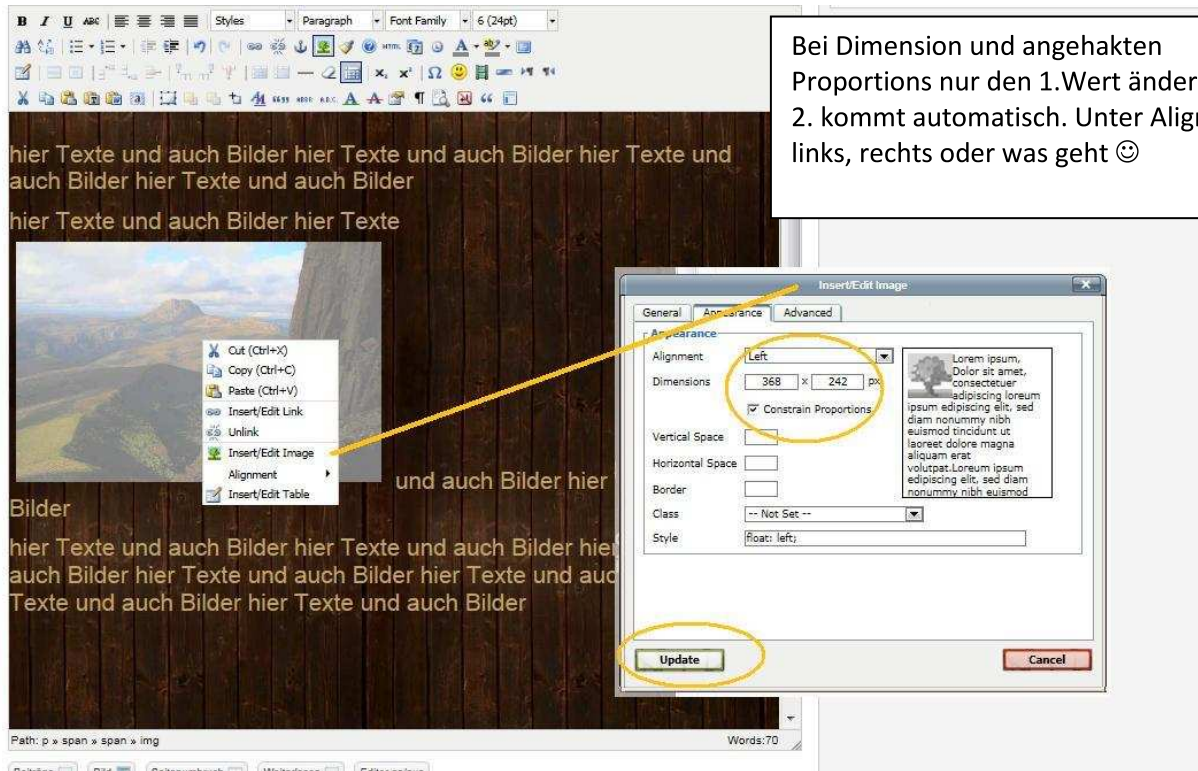 B I U ABC Styles Paragraph Font Family 6 (24pt)
HTML
Bei Dimension und angehakten
Proportions nur den 1.Wert änder
2. kommt automatisch. Unter Alig
links, rechts oder was geht ☺
hier Texte und auch Bilder hier Texte und auch Bilder hier Texte und
auch Bilder hier Texte und auch Bilder
hier Texte und auch Bilder hier Texte
Cut (Ctrl+X)
Copy (Ctrl+C)
Paste (Ctrl+V)
Insert/Edit Link
Unlink
Insert/Edit Image
Alignment
Insert/Edit Table
und auch Bilder hier
Bilder
hier Texte und auch Bilder hier Texte und auch Bilder hier
auch Bilder hier Texte und auch Bilder hier Texte und auc
Texte und auch Bilder hier Texte und auch Bilder
Insert/Edit Image
General Appearance Advanced
Appearance
Alignment Left
Dimensions 368 x 242 px
Constrain Proportions
Vertical Space
Horizontal Space
Border
Class -- Not Set --
Style float: left;
Lorem ipsum,
Dolor sit amet,
consectetuer
adipiscing loreum
ipsum edipiscing elit, sed
diam nonummy nibh
euismod tincidunt ut
laoreet dolore magna
aliquam erat
volutpat.Loreum ipsum
edipiscing elit, sed diam
nonummy nibh euismod
Update Cancel
Path: p » span » span » img Words:70